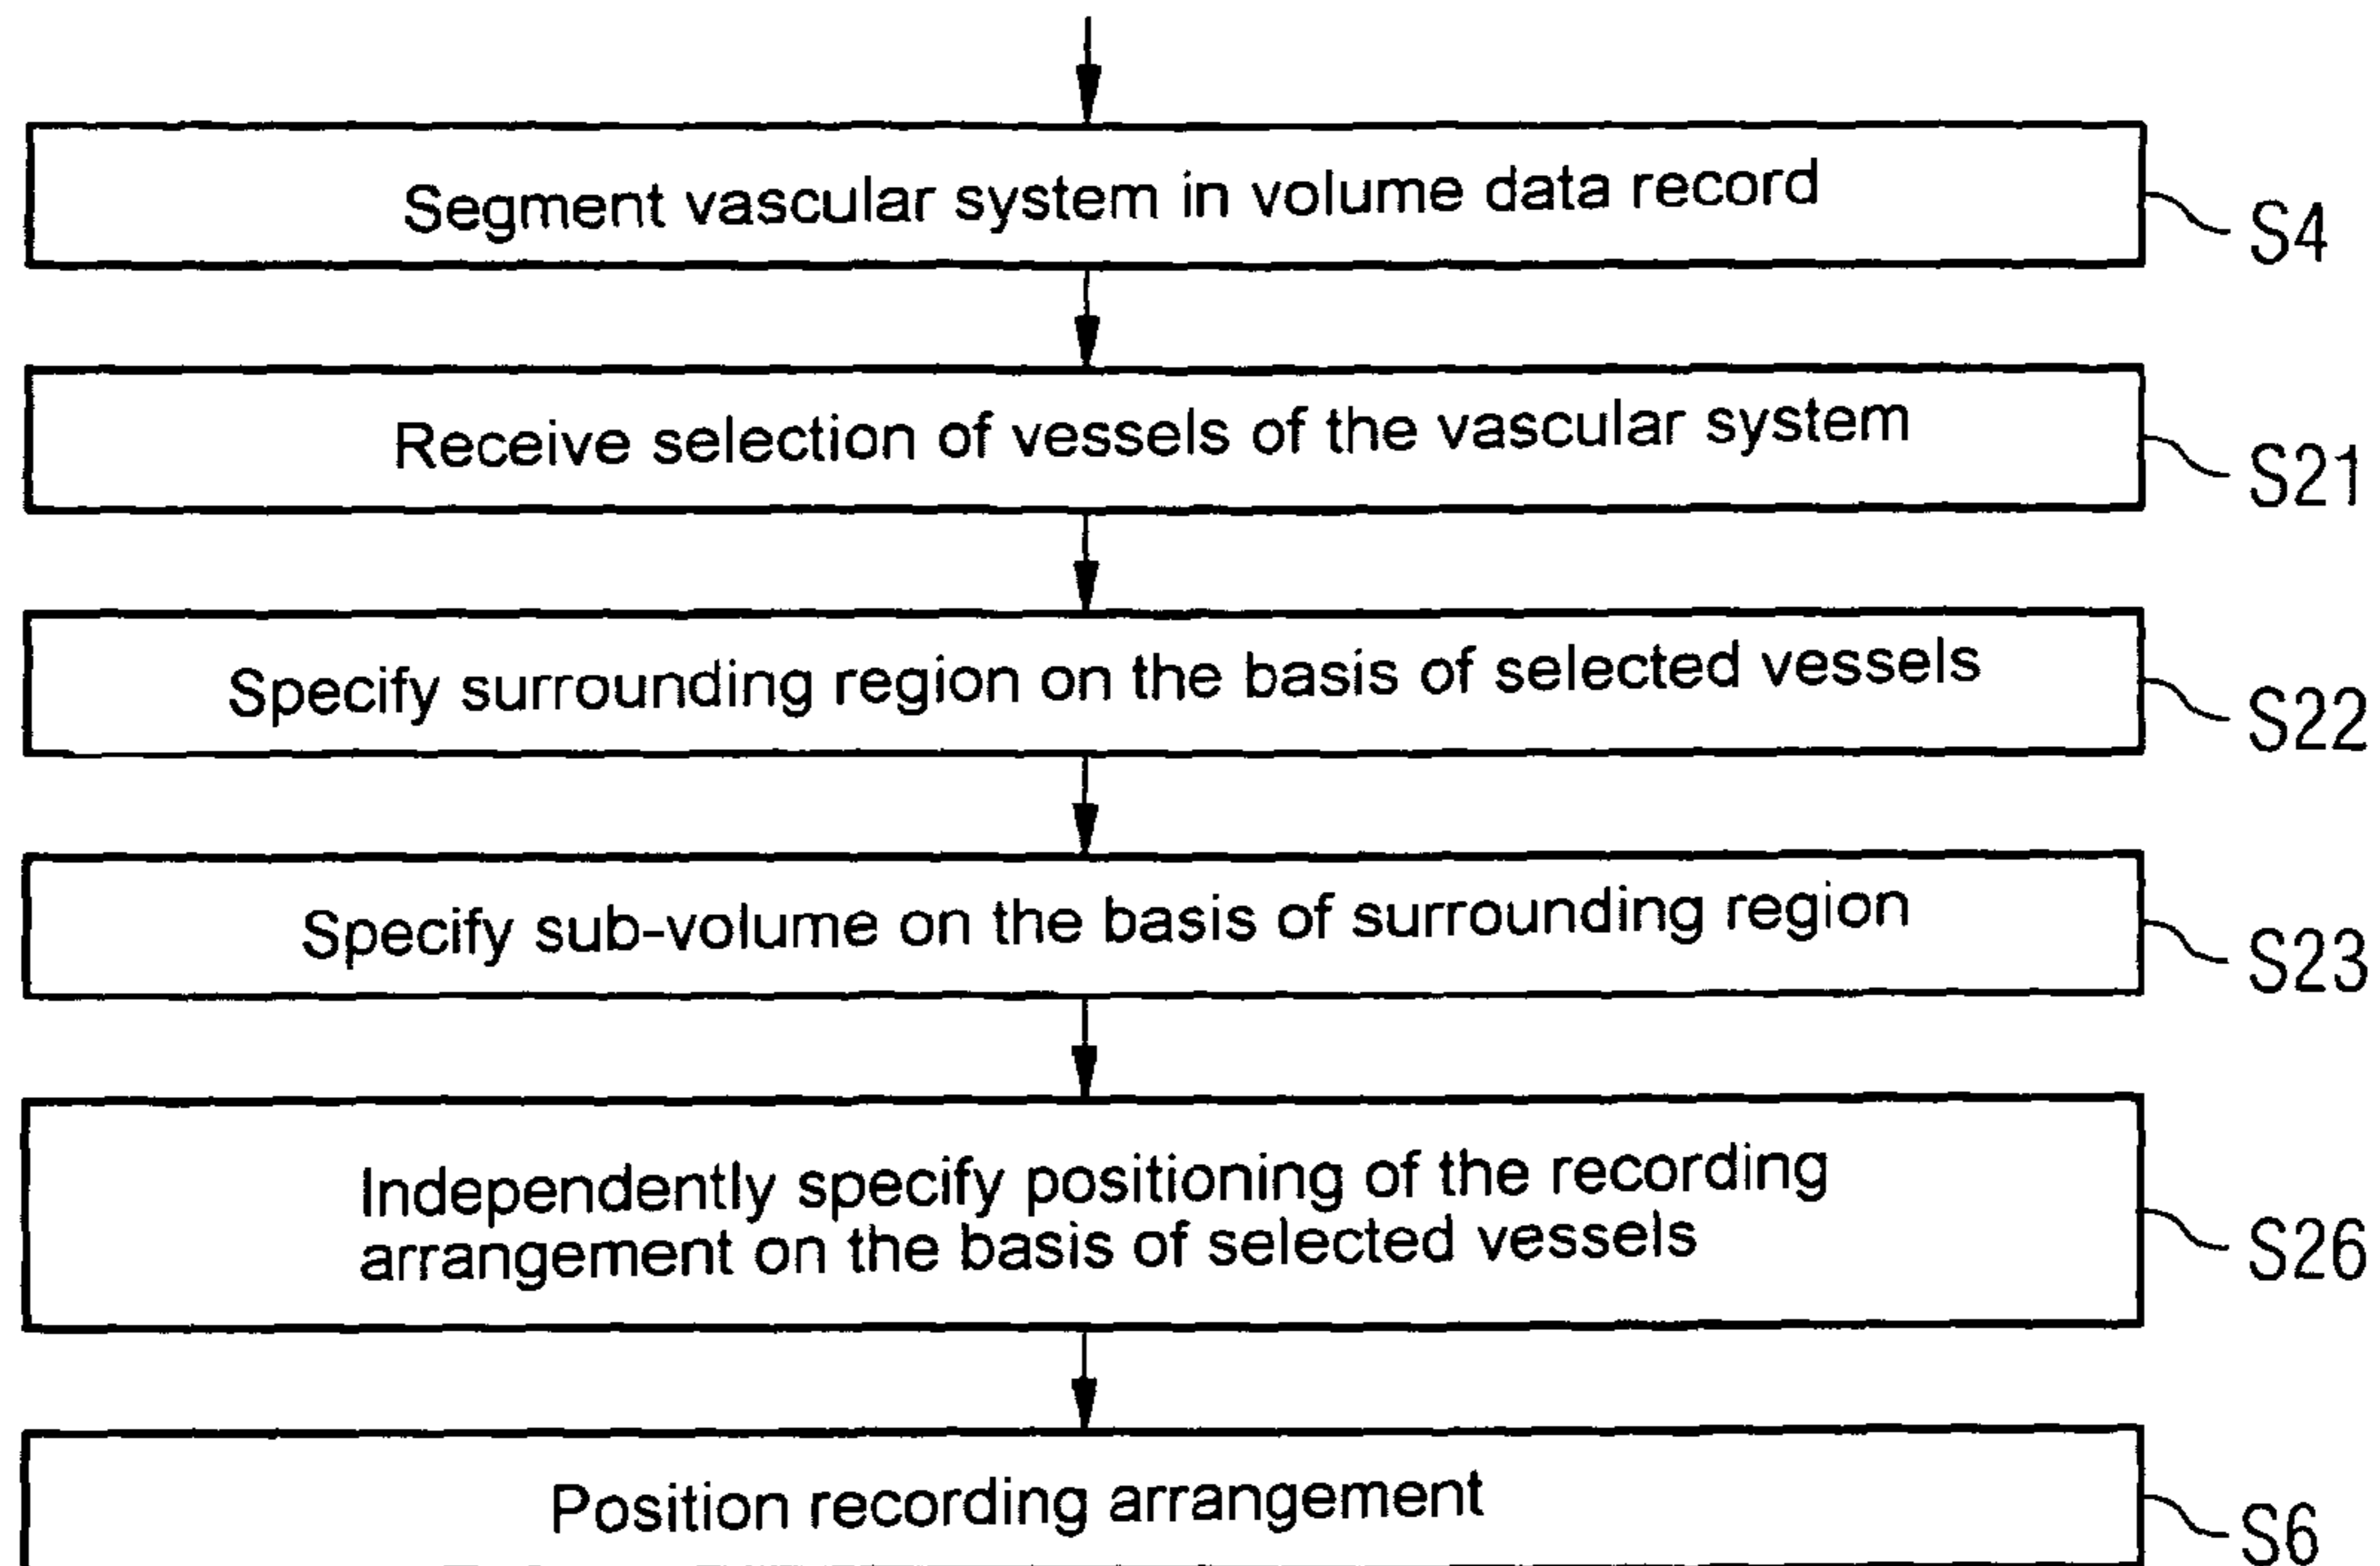 Segment vascular system in volume data record
S4
Receive selection of vessels of the vascular system
S21
Specify surrounding region on the basis of selected vessels
S22
Specify sub-volume on the basis of surrounding region
S23
Independently specify positioning of the recording
arrangement on the basis of selected vessels
S26
Position recording arrangement
S6